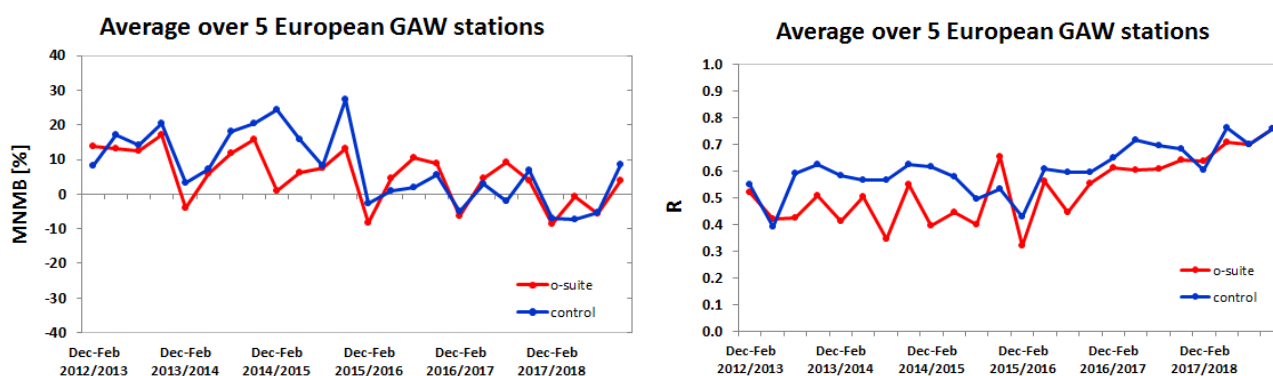 Average over 5 European GAW stations
MNMB [%]
40
30
20
10
0
-10
-20
-30
-40
o-suite
control
Dec-Feb Dec-Feb Dec-Feb Dec-Feb Dec-Feb Dec-Feb
2012/2013 2013/2014 2014/2015 2015/2016 2016/2017 2017/2018
Average over 5 European GAW stations
R
1.0
0.9
0.8
0.7
0.6
0.5
0.4
0.3
0.2
0.1
0.0
o-suite
control
Dec-Feb Dec-Feb Dec-Feb Dec-Feb Dec-Feb Dec-Feb
2012/2013 2013/2014 2014/2015 2015/2016 2016/2017 2017/2018